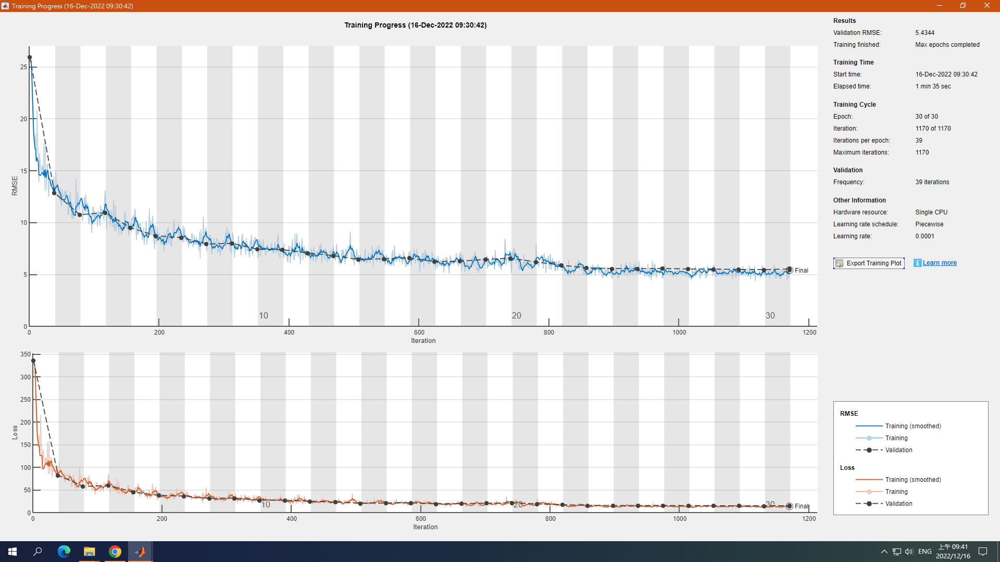 Training Progress (16-Dec-2022 09:30:42)
Training Progress (16-Dec-2022 09:30:42)
25
20
15
10
5
0
RMSE
10
20
30
Final
0
200
400
600
800
1000
1200
Iteration
350
300
250
200
150
100
50
0
Loss
10
20
30
Final
0
200
400
600
800
1000
1200
Iteration
Results
Validation RMSE: 5.4344
Training finished: Max epochs completed
Training Time
Start time: 16-Dec-2022 09:30:42
Elapsed time: 1 min 35 sec
Training Cycle
Epoch: 30 of 30
Iteration: 1170 of 1170
Iterations per epoch: 39
Maximum iterations: 1170
Validation
Frequency: 39 iterations
Other Information
Hardware resource: Single CPU
Learning rate schedule: Piecewise
Learning rate: 0.0001
Export Training Plot
Learn more
RMSE
Training (smoothed)
Training
Validation
Loss
Training (smoothed)
Training
Validation
ENG
上午 09:41
2022/12/16